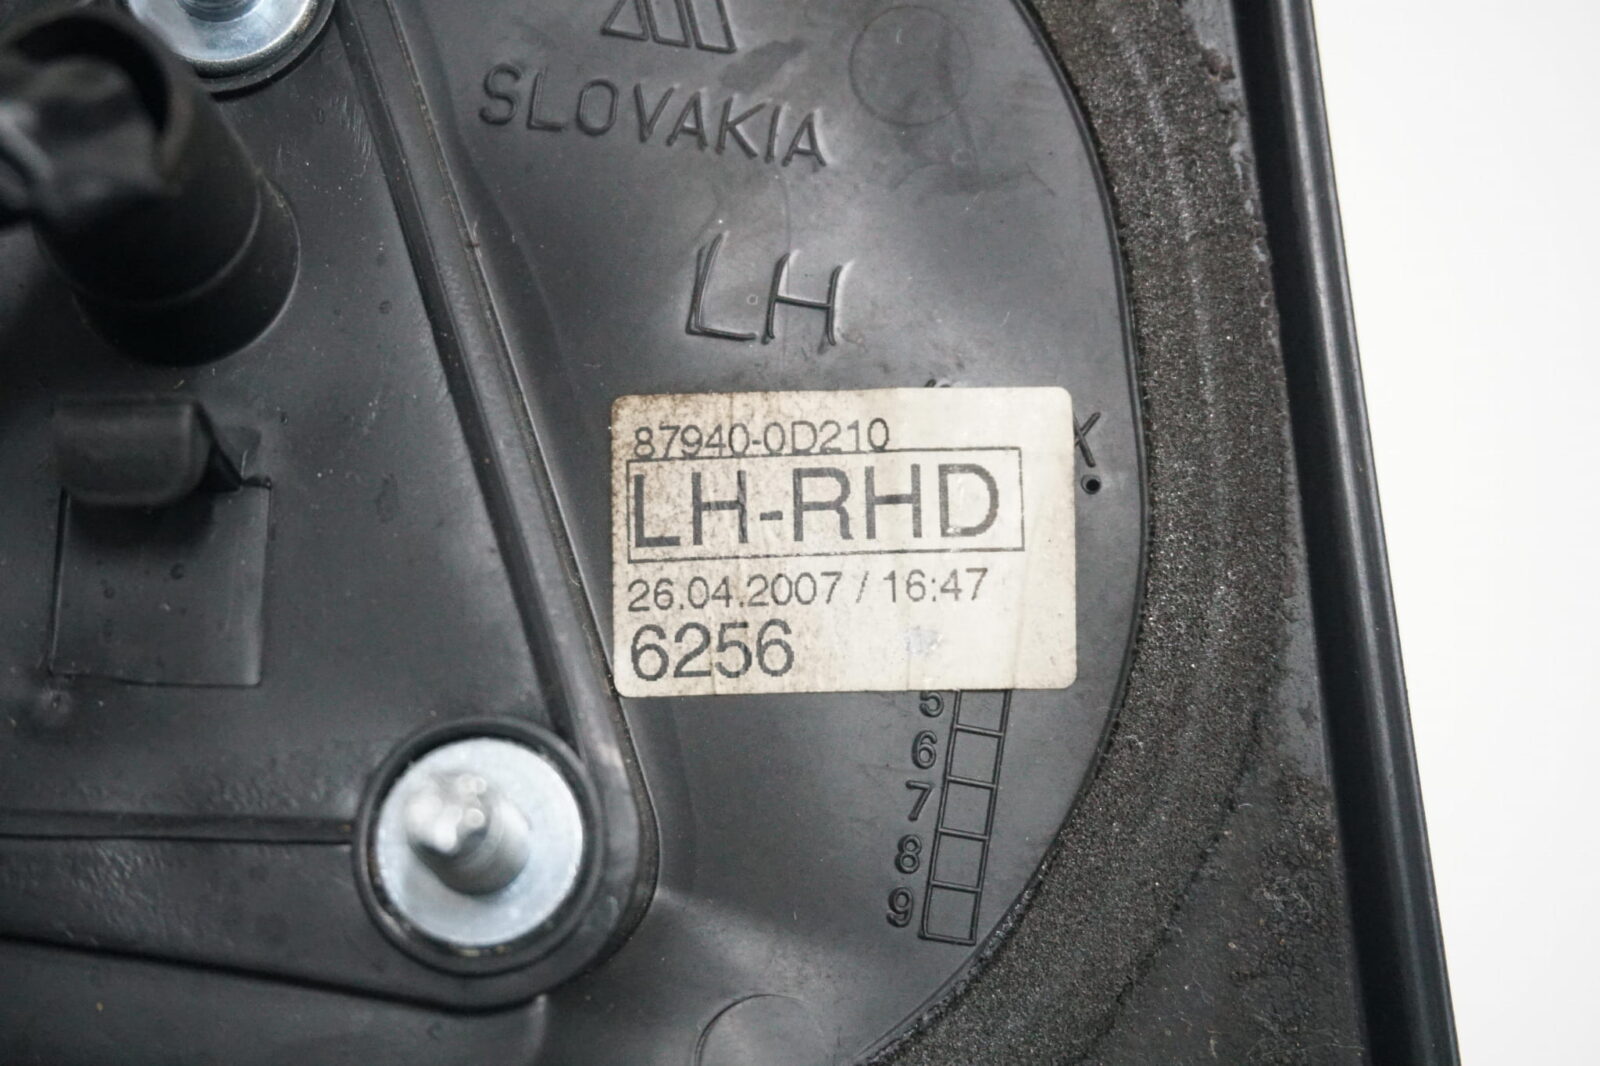 SLOVAKIA
LH
X
87940-0D210
LH-RHD
26.04.2007 / 16:47
6256
5
6
7
8
9